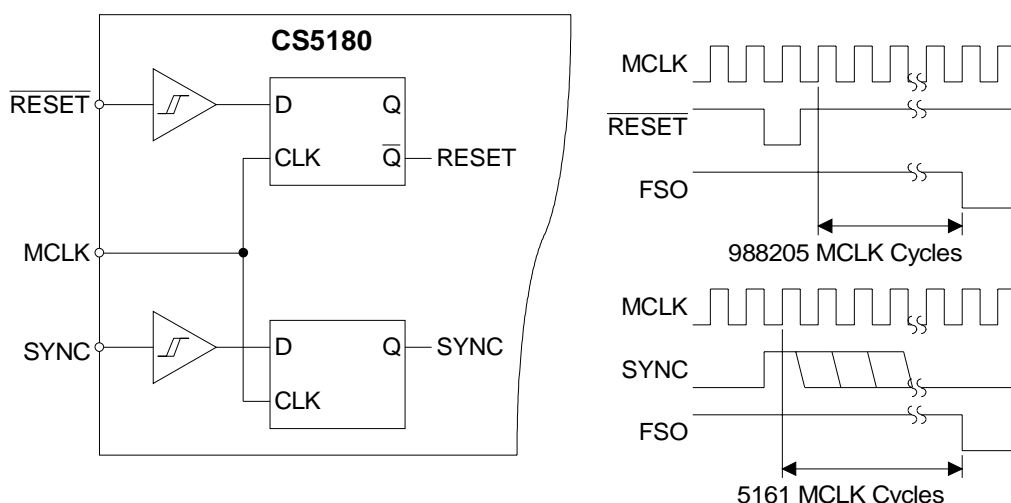 CS5180
RESET
D
Q
CLK
Q
RESET
MCLK
SYNC
D
Q
SYNC
CLK
MCLK
RESET
FSO
988205 MCLK Cycles
MCLK
SYNC
FSO
5161 MCLK Cycles